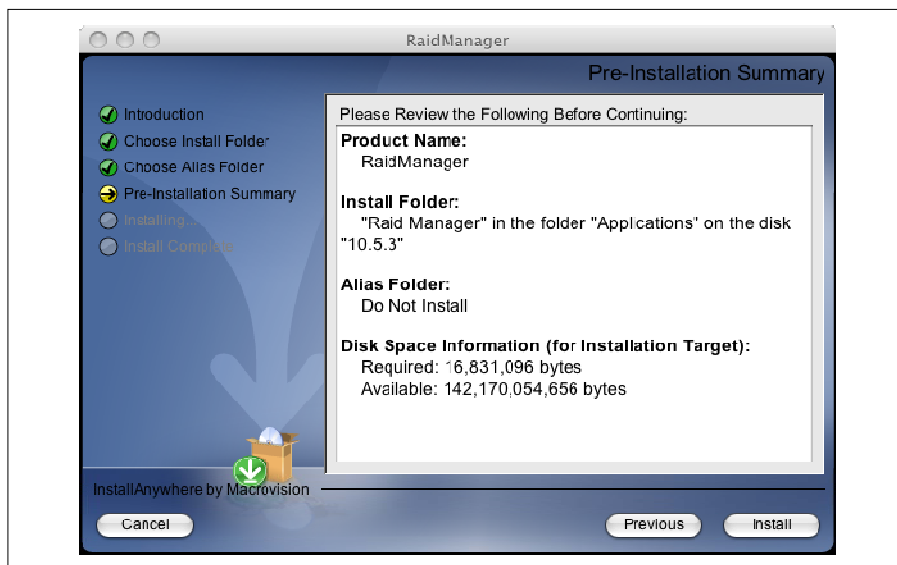 RaidManager
Pre-Installation Summary
Introduction
Choose Install Folder
Choose Alias Folder
Pre-Installation Summary
Installing...
Install Complete
Please Review the Following Before Continuing:
Product Name:
RaidManager
Install Folder:
"Raid Manager" in the folder "Applications" on the disk
"10.5.3"
Alias Folder:
Do Not Install
Disk Space Information (for Installation Target):
Required: 16,831,096 bytes
Available: 142,170,054,656 bytes
InstallAnywhere by Macrovision
Cancel
Previous
Install